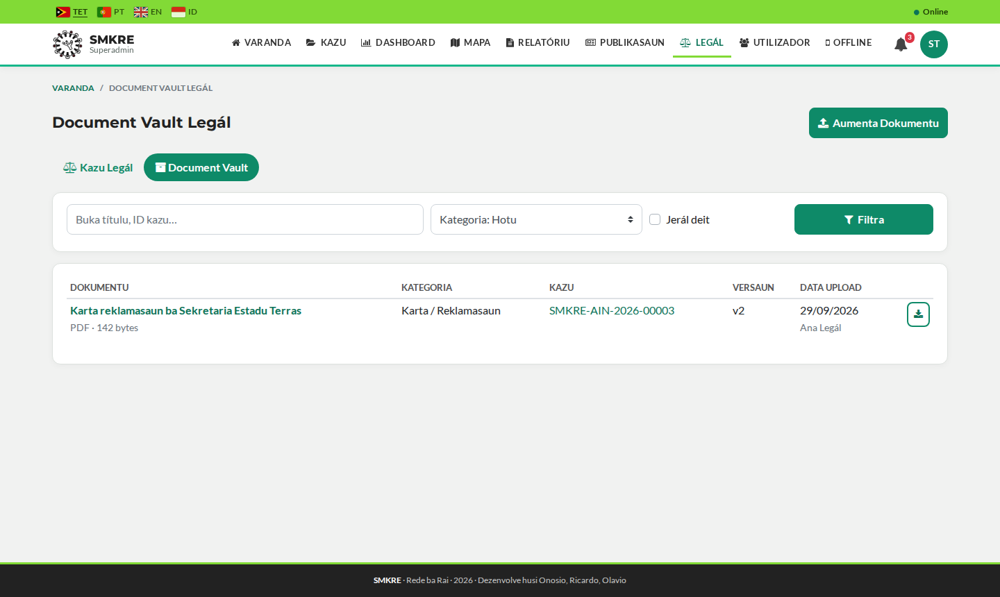 TET PT EN ID Online
SMKRE
Superadmin
VARANDA KAZU DASHBOARD MAPA RELATÓRIU PUBLIKASAUN LEGÁL UTILIZADOR OFFLINE 3 ST
VARANDA / DOCUMENT VAULT LEGÁL
Document Vault Legál Aumenta Dokumentu
Kazu Legál Document Vault
Buka títulu, ID kazu... Kategoria: Hotu Jerál deit Filtra
DOKUMENTU KATEGORIA KAZU VERSAUN DATA UPLOAD
Karta reklamasaun ba Sekretaria Estadu Terras Karta / Reklamasaun SMKRE-AIN-2026-00003 v2 29/09/2026
PDF · 142 bytes Ana Legál
SMKRE · Rede ba Rai · 2026 · Dezenvolve husi Onosio, Ricardo, Olavio